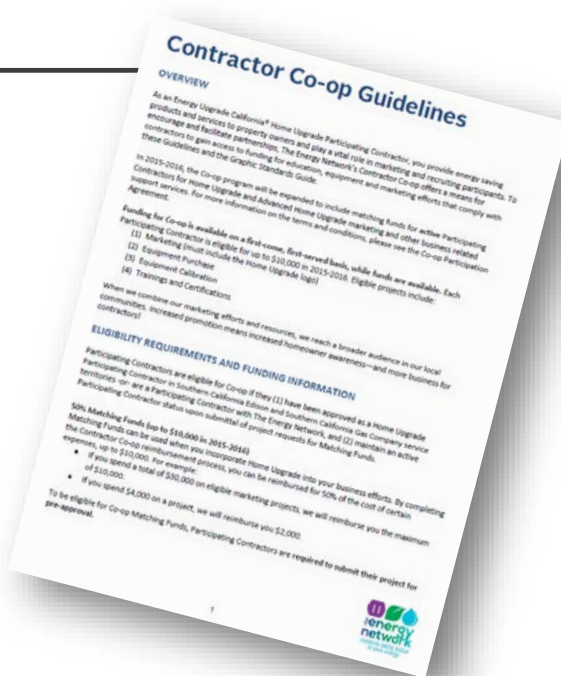 Contractor Co-op Guidelines
OVERVIEW
As an Energy Upgrade California® Home Upgrade Participating Contractor, you provide energy saving
products and services to property owners and play a vital role in marketing and recruiting participants. To
encourage and facilitate partnerships, The Energy Network's Contractor Co-op offers a means for
contractors to gain access to funding for education, equipment and marketing efforts that comply with
these Guidelines and the Graphic Standards Guide.
In 2015-2016, the Co-op program will be expanded to include matching funds for active Participating
Contractors for Home Upgrade and Advanced Home Upgrade marketing and other business related
support services. For more information on the terms and conditions, please see the Co-op Participation
Agreement.
Funding for Co-op is available on a first-come, first-served basis, while funds are available. Each
Participating Contractor is eligible for up to $10,000 in 2015-2016. Eligible projects include:
(1) Marketing (must include the Home Upgrade logo)
(2) Equipment Purchase
(3) Equipment Calibration
(4) Trainings and Certifications
When we combine our marketing efforts and resources, we reach a broader audience in our local
communities. Increased promotion means increased homeowner awareness—and more business for
contractors!
ELIGIBILITY REQUIREMENTS AND FUNDING INFORMATION
Participating Contractors are eligible for Co-op if they (1) have been approved as a Home Upgrade
Participating Contractor in Southern California Edison and Southern California Gas Company service
territories -or- are a Participating Contractor with The Energy Network, and (2) maintain an active
Participating Contractor status upon submittal of project requests for Matching Funds.
50% Matching Funds (up to $10,000 in 2015-2016)
Matching Funds can be used when you incorporate Home Upgrade into your business efforts. By completing
the Contractor Co-op reimbursement process, you can be reimbursed for 50% of the cost of certain
expenses, up to $10,000. For example:
• If you spend a total of $30,000 on eligible marketing projects, we will reimburse you the maximum
of $10,000.
• If you spend $4,000 on a project, we will reimburse you $2,000.
To be eligible for Co-op Matching Funds, Participating Contractors are required to submit their project for
pre-approval.
1
the energy
network